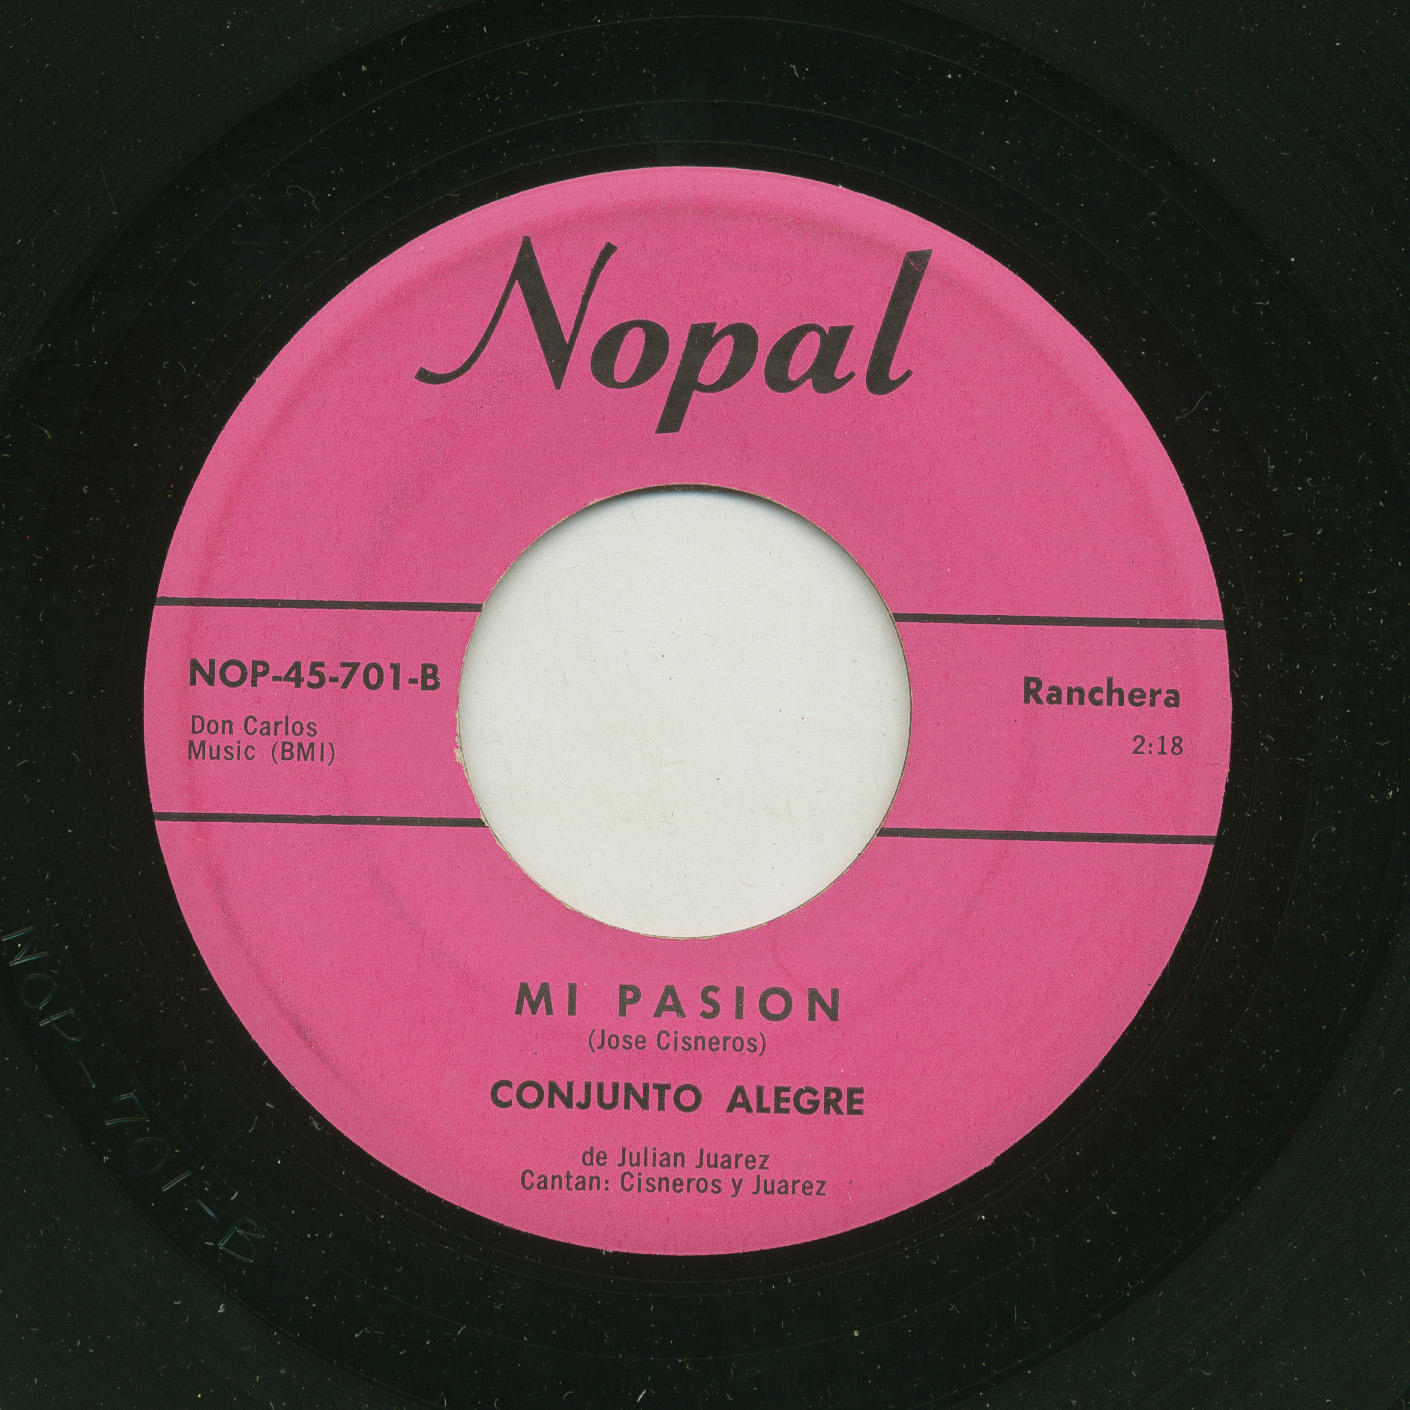 Nopal
NOP-45-701-B
Don Carlos
Music (BMI)
Ranchera
2:18
MI PASION
(Jose Cisneros)
CONJUNTO ALEGRE
de Julian Juarez
Cantan: Cisneros y Juarez
NOP-701-B